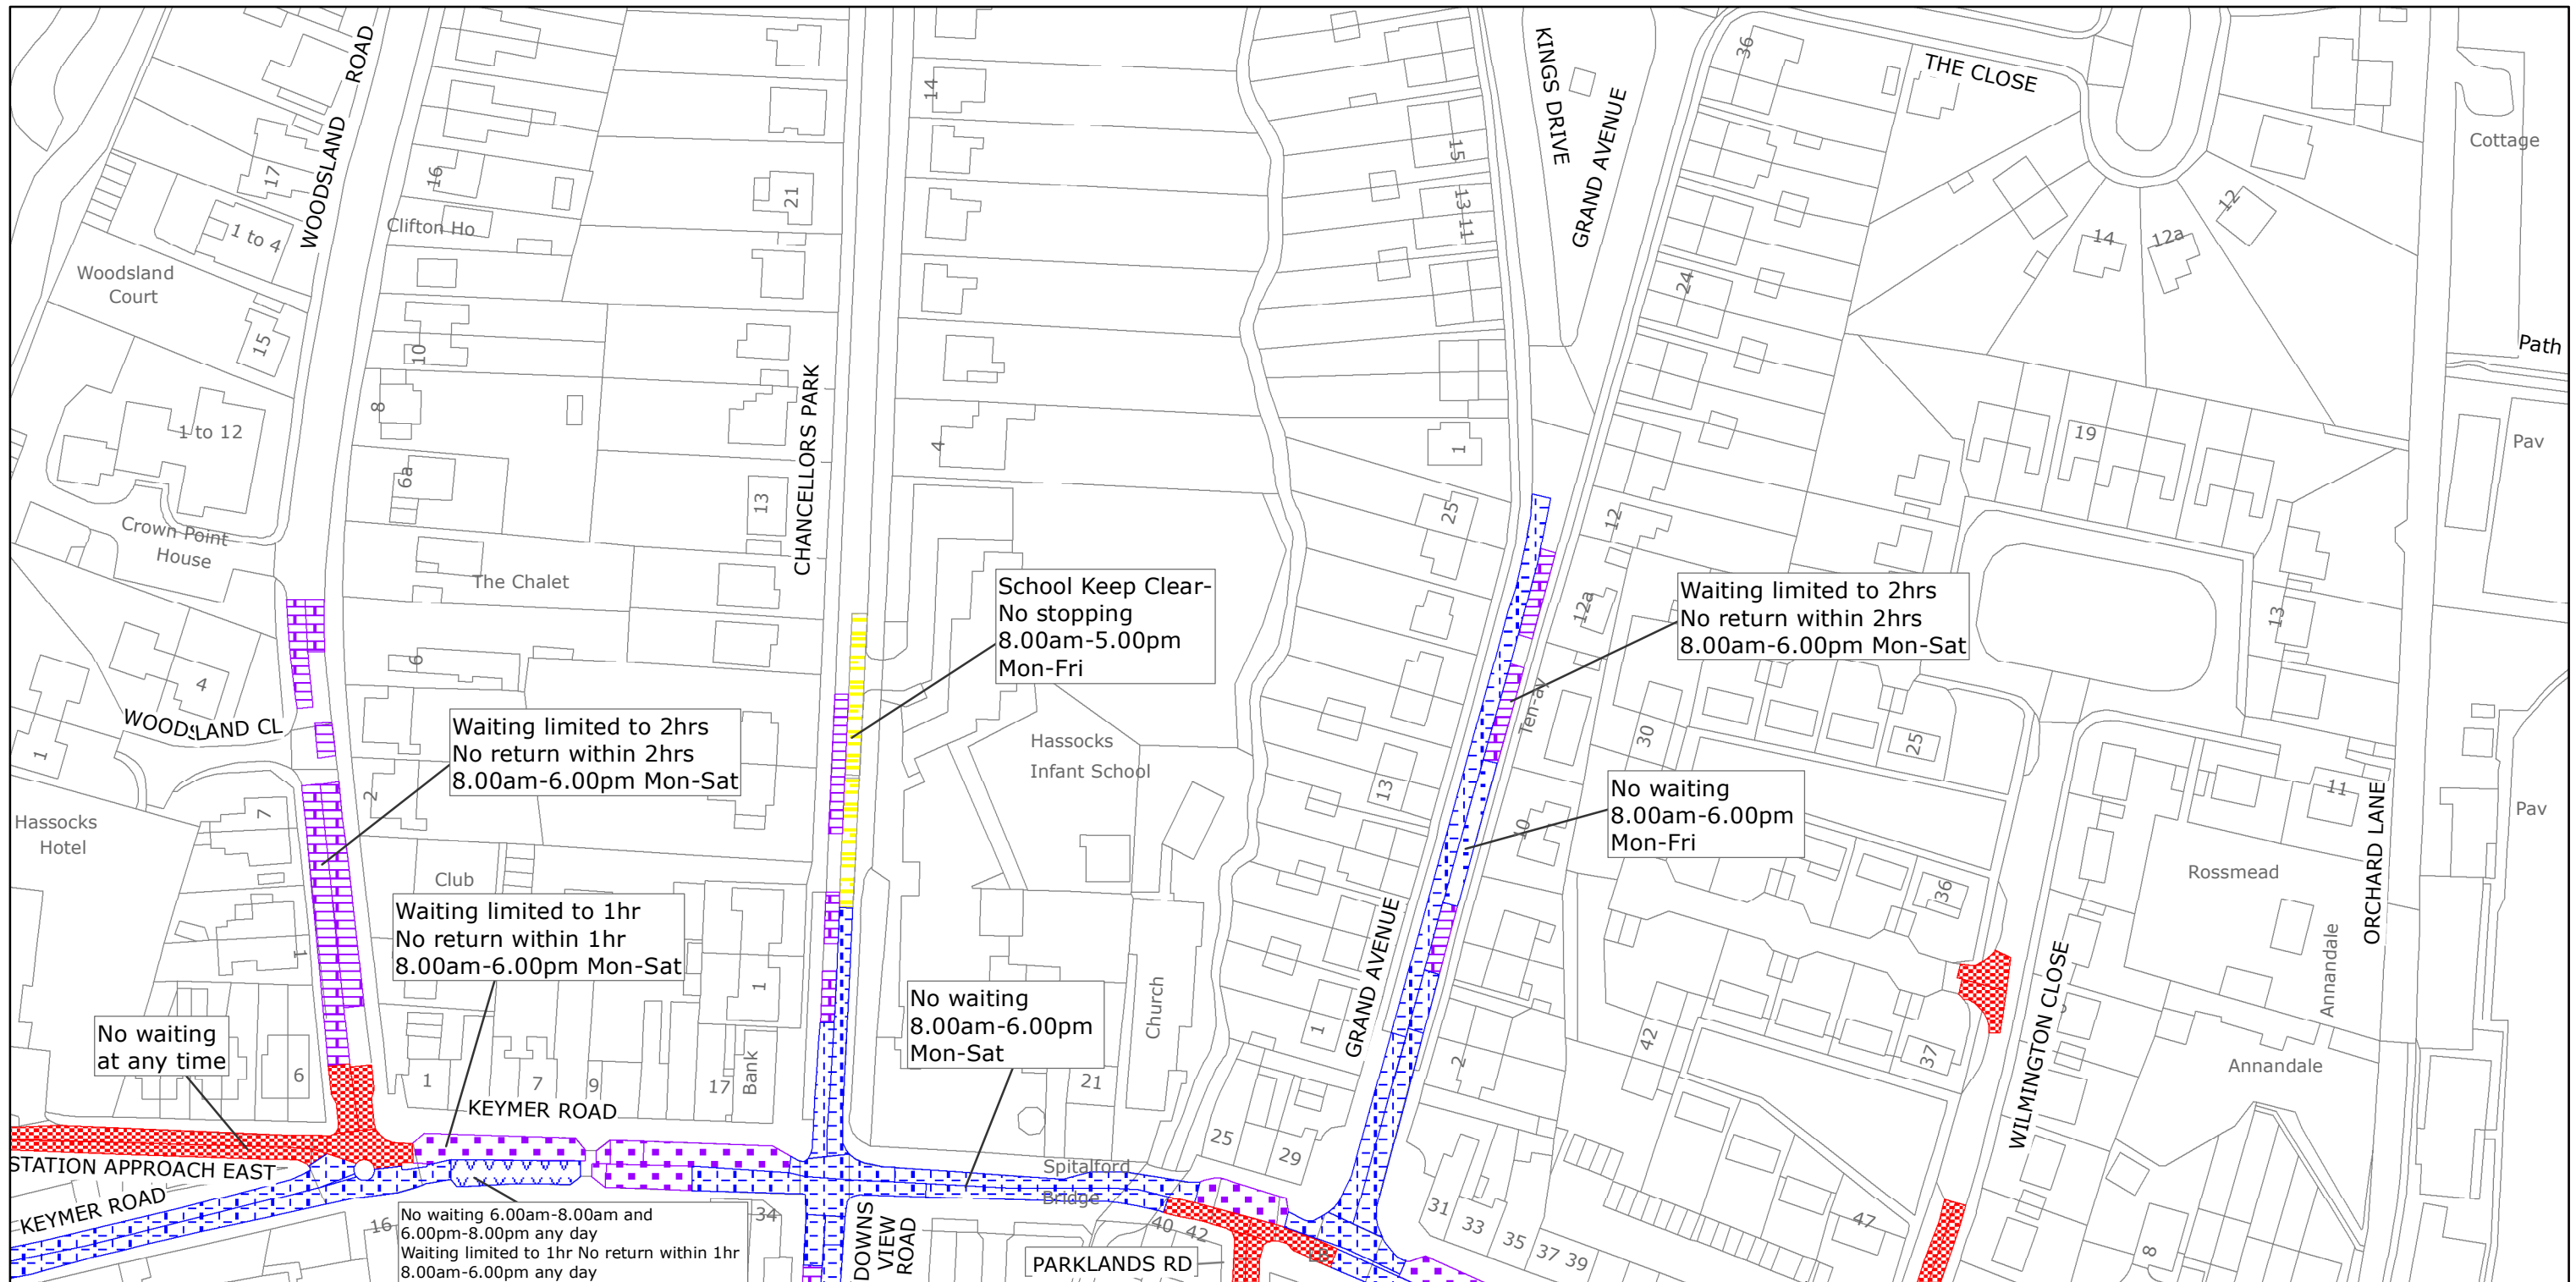 WOODSLAND ROAD
WOODSLAND ROAD
17
1 to 4
Woodsland
Court
15
1 to 12
Crown Point
House
16
Clifton Ho
10
8
6a
The Chalet
6
4
WOODSLAND CL
1
7
2
Hassocks
Hotel
1
6
Club
1
7
9
17
Bank
1
13
21
14
4
CHANCELLORS PARK
School Keep Clear-
No stopping
8.00am-5.00pm
Mon-Fri
Waiting limited to 2hrs
No return within 2hrs
8.00am-6.00pm Mon-Sat
Waiting limited to 1hr
No return within 1hr
8.00am-6.00pm Mon-Sat
No waiting
at any time
No waiting
8.00am-6.00pm
Mon-Sat
KEYMER ROAD
STATION APPROACH EAST
KEYMER ROAD
16
No waiting 6.00am-8.00am and
6.00pm-8.00pm any day
Waiting limited to 1hr No return within 1hr
8.00am-6.00pm any day
34
DOWNS
VIEW
ROAD
Hassocks
Infant School
Church
21
Spitalford
Bridge
PARKLANDS RD
40
42
25
29
31
33
35
37
39
KINGS DRIVE
GRAND AVENUE
15
13
11
1
25
13
1
GRAND AVENUE
36
24
12
12a
Ten-av
10
2
Waiting limited to 2hrs
No return within 2hrs
8.00am-6.00pm Mon-Sat
No waiting
8.00am-6.00pm
Mon-Fri
THE CLOSE
12
14
12a
19
30
25
36
42
37
47
13
11
Rossmead
Annandale
Annandale
8
WILMINGTON CLOSE
ORCHARD LANE
Cottage
Path
Pav
Pav